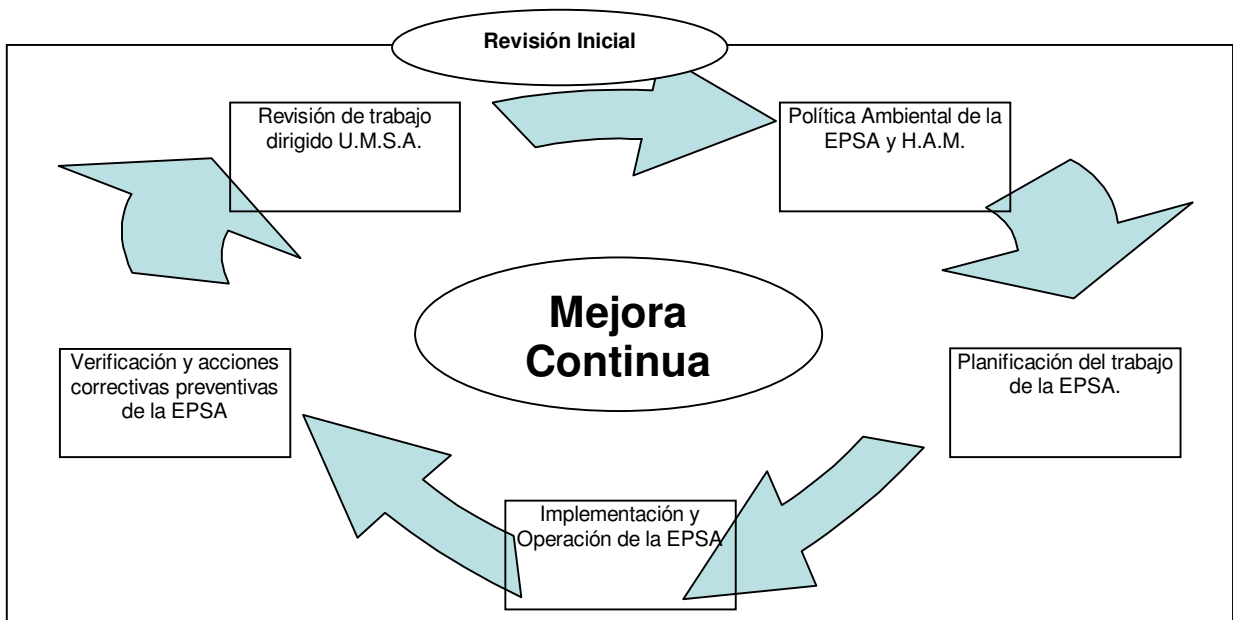 Revisión Inicial
Revisión de trabajo
dirigido U.M.S.A.
Política Ambiental de la
EPSA y H.A.M.
Mejora
Continua
Verificación y acciones
correctivas preventivas
de la EPSA
Planificación del trabajo
de la EPSA.
Implementación y
Operación de la EPSA